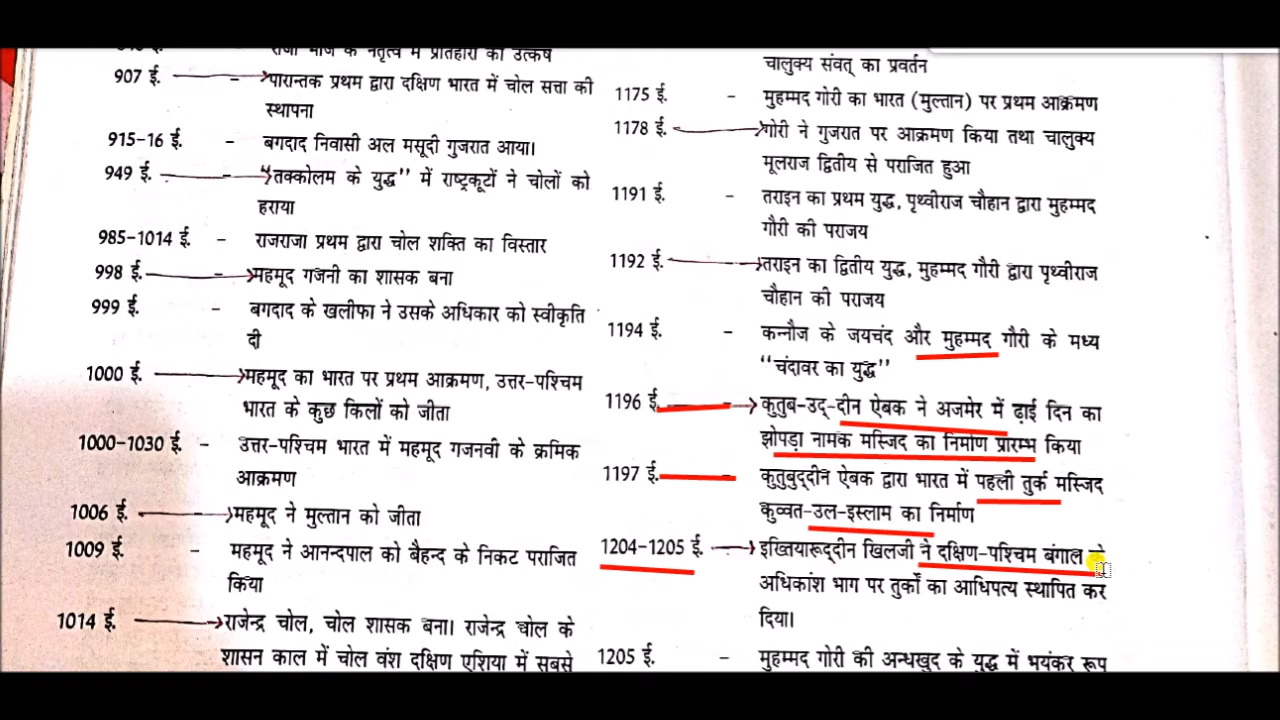 राजा भोज के नेतृत्व में प्रतिहारों का उत्कर्ष
907 ई. - पारान्तक प्रथम द्वारा दक्षिण भारत में चोल सत्ता की
स्थापना
915-16 ई. - बगदाद निवासी अल मसूदी गुजरात आया।
949 ई. - "तक्कोलम के युद्ध" में राष्ट्रकूटों ने चोलों को
हराया
985-1014 ई. - राजराजा प्रथम द्वारा चोल शक्ति का विस्तार
998 ई. - महमूद गजनी का शासक बना
999 ई. - बगदाद के खलीफा ने उसके अधिकार को स्वीकृति
दी
1000 ई. महमूद का भारत पर प्रथम आक्रमण, उत्तर-पश्चिम
भारत के कुछ किलों को जीता
1000-1030 ई. - उत्तर-पश्चिम भारत में महमूद गजनवी के क्रमिक
आक्रमण
1006 ई. - महमूद ने मुल्तान को जीता
1009 ई. - महमूद ने आनन्दपाल को बैहन्द के निकट पराजित
किया
1014 ई. राजेन्द्र चोल, चोल शासक बना। राजेन्द्र चोल के
शासन काल में चोल वंश दक्षिण एशिया में सबसे
चालुक्य संवत् का प्रवर्तन
1175 ई. - मुहम्मद गोरी का भारत (मुल्तान) पर प्रथम आक्रमण
1178 ई. गोरी ने गुजरात पर आक्रमण किया तथा चालुक्य
मूलराज द्वितीय से पराजित हुआ
1191 ई. - तराइन का प्रथम युद्ध, पृथ्वीराज चौहान द्वारा मुहम्मद
गौरी की पराजय
1192 ई. - तराइन का द्वितीय युद्ध, मुहम्मद गौरी द्वारा पृथ्वीराज
चौहान की पराजय
1194 ई. - कन्नौज के जयचंद और मुहम्मद गौरी के मध्य
"चंदावर का युद्ध"
1196 ई. - कुतुब-उद्-दीन ऐबक ने अजमेर में ढ़ाई दिन का
झोपड़ा नामक मस्जिद का निर्माण प्रारम्भ किया
1197 ई. - कुतुबुद्दीन ऐबक द्वारा भारत में पहली तुर्क मस्जिद
कुव्वत-उल-इस्लाम का निर्माण
1204-1205 ई. - इख्तियारूद्दीन खिलजी ने दक्षिण-पश्चिम बंगाल
अधिकांश भाग पर तुर्कों का आधिपत्य स्थापित कर
दिया।
1205 ई. - मुहम्मद गोरी की अन्धखुद के युद्ध में भयंकर रूप